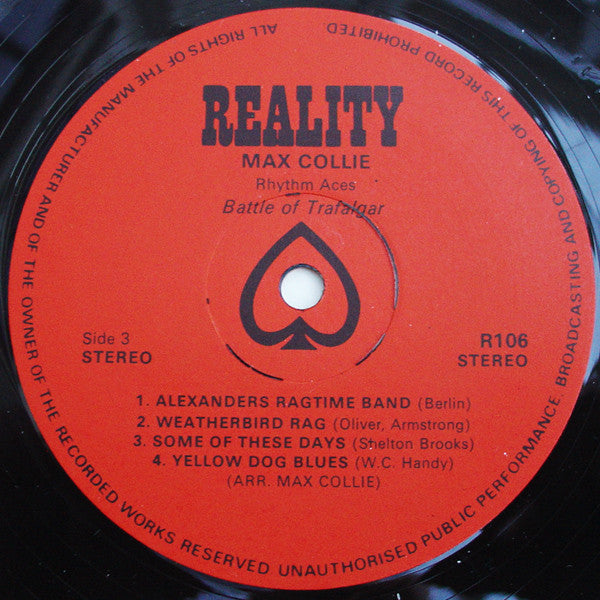 REALITY
MAX COLLIE
Rhythm Aces
Battle of Trafalgar
Side 3
STEREO
R106
STEREO
1. ALEXANDERS RAGTIME BAND (Berlin)
2. WEATHERBIRD RAG (Oliver, Armstrong)
3. SOME OF THESE DAYS (Shelton Brooks)
4. YELLOW DOG BLUES (W.C. Handy)
(ARR. MAX COLLIE)
ALL RIGHTS OF THE MANUFACTURER AND OF THE OWNER OF THE RECORDED WORKS RESERVED UNAUTHORISED PUBLIC PERFORMANCE BROADCASTING AND COPYING OF THIS RECORD PROHIBITED.